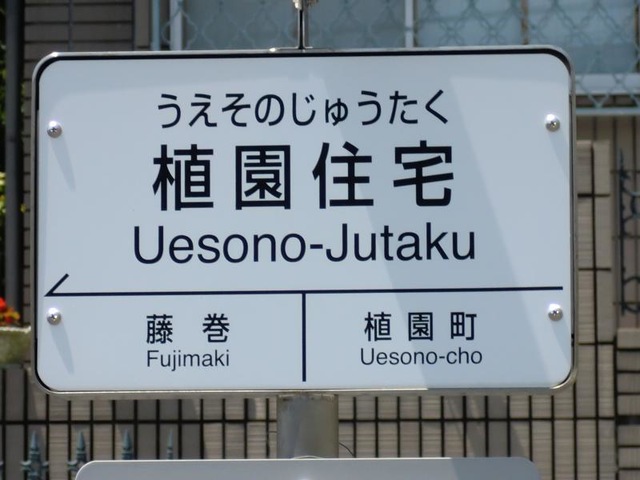 うえそのじゅうたく
植園住宅
Uesono-Jutaku
藤巻
Fujimaki
植園町
Uesono-cho